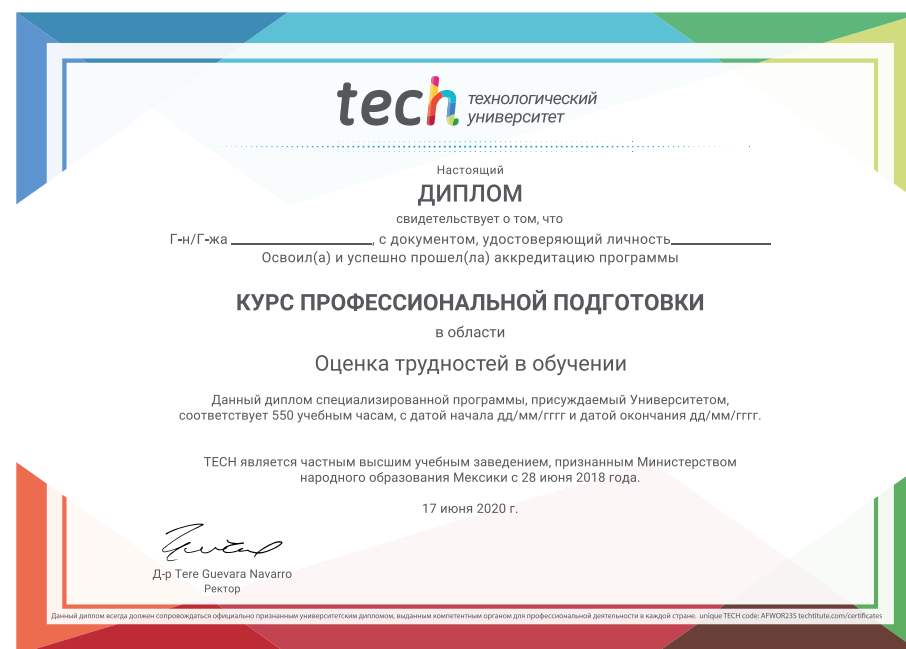 tech технологический
университет
Настоящий
ДИПЛОМ
свидетельствует о том, что
Г-н/Г-жа ________________, с документом, удостоверяющий личность____________
Освоил(а) и успешно прошел(ла) аккредитацию программы
КУРС ПРОФЕССИОНАЛЬНОЙ ПОДГОТОВКИ
в области
Оценка трудностей в обучении
Данный диплом специализированной программы, присуждаемый Университетом,
соответствует 550 учебным часам, с датой начала дд/мм/гггг и датой окончания дд/мм/гггг.
TECH является частным высшим учебным заведением, признанным Министерством
народного образования Мексики с 28 июня 2018 года.
17 июня 2020 г.
Д-р Tere Guevara Navarro
Ректор
Данный диплом всегда должен сопровождаться официально признанным университетским дипломом, выданным компетентным органом для профессиональной деятельности в каждой стране. unique TECH code: AFWOR235 techtitute.com/certificates